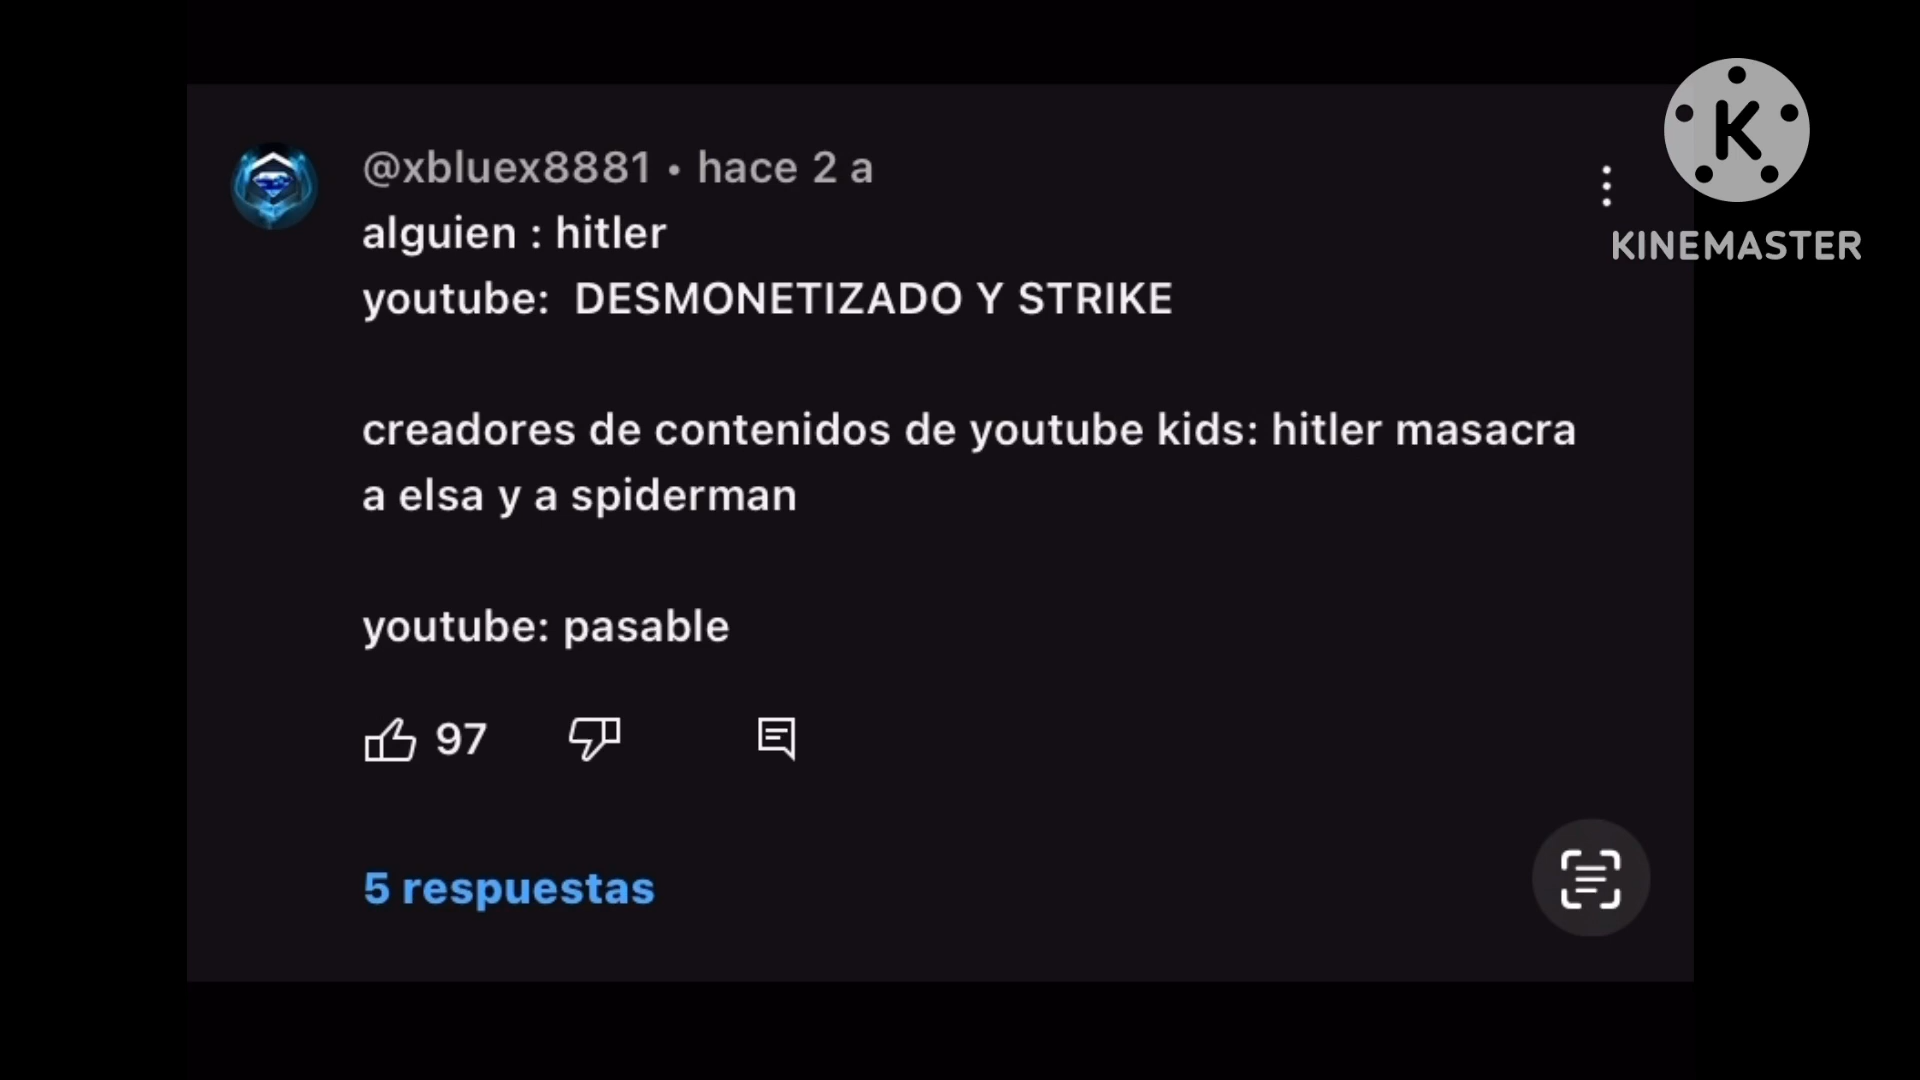 @xbluex8881 • hace 2 a
alguien : hitler
youtube: DESMONETIZADO Y STRIKE
creadores de contenidos de youtube kids: hitler masacra
a elsa y a spiderman
youtube: pasable
97
5 respuestas
K
KINEMASTER